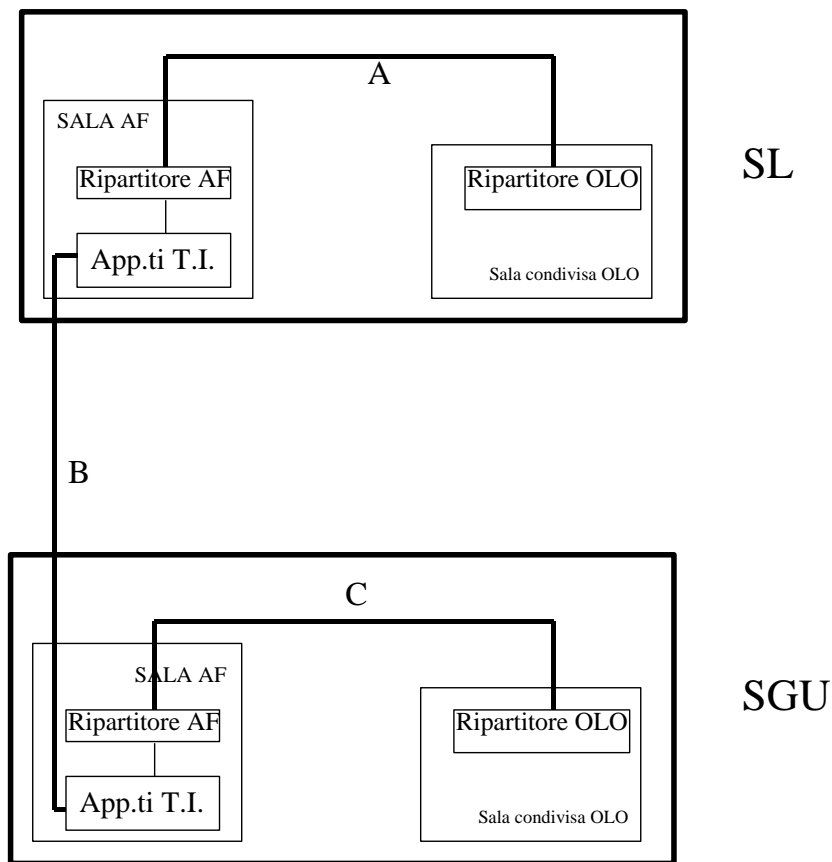 A
SALA AF
Ripartitore AF
Ripartitore OLO
SL
App.ti T.I.
Sala condivisa OLO
B
C
SALA AF
Ripartitore AF
Ripartitore OLO
SGU
App.ti T.I.
Sala condivisa OLO